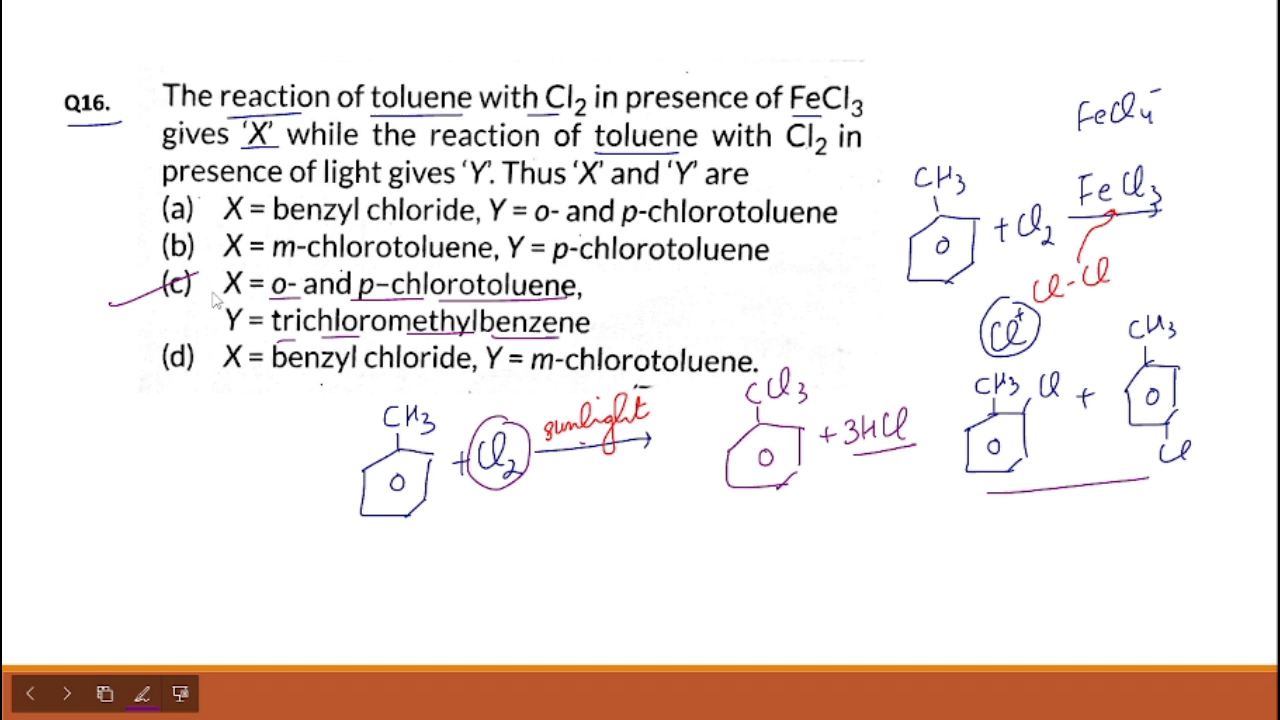 Q16. The reaction of toluene with Cl₂ in presence of FeCl₃
gives ‘X’ while the reaction of toluene with Cl₂ in
presence of light gives ‘Y’. Thus ‘X’ and ‘Y’ are
(a) X = benzyl chloride, Y = o- and p-chlorotoluene
(b) X = m-chlorotoluene, Y = p-chlorotoluene
(c) X = o- and p–chlorotoluene,
Y = trichloromethylbenzene
(d) X = benzyl chloride, Y = m-chlorotoluene.
FeCl₄⁻
CH₃
+ Cl₂ FeCl₃
Cl-Cl
Cl⁺
CH₃ Cl + CH₃
Cl
CH₃
+ Cl₂ sunlight
CCl₃
+ 3HCl